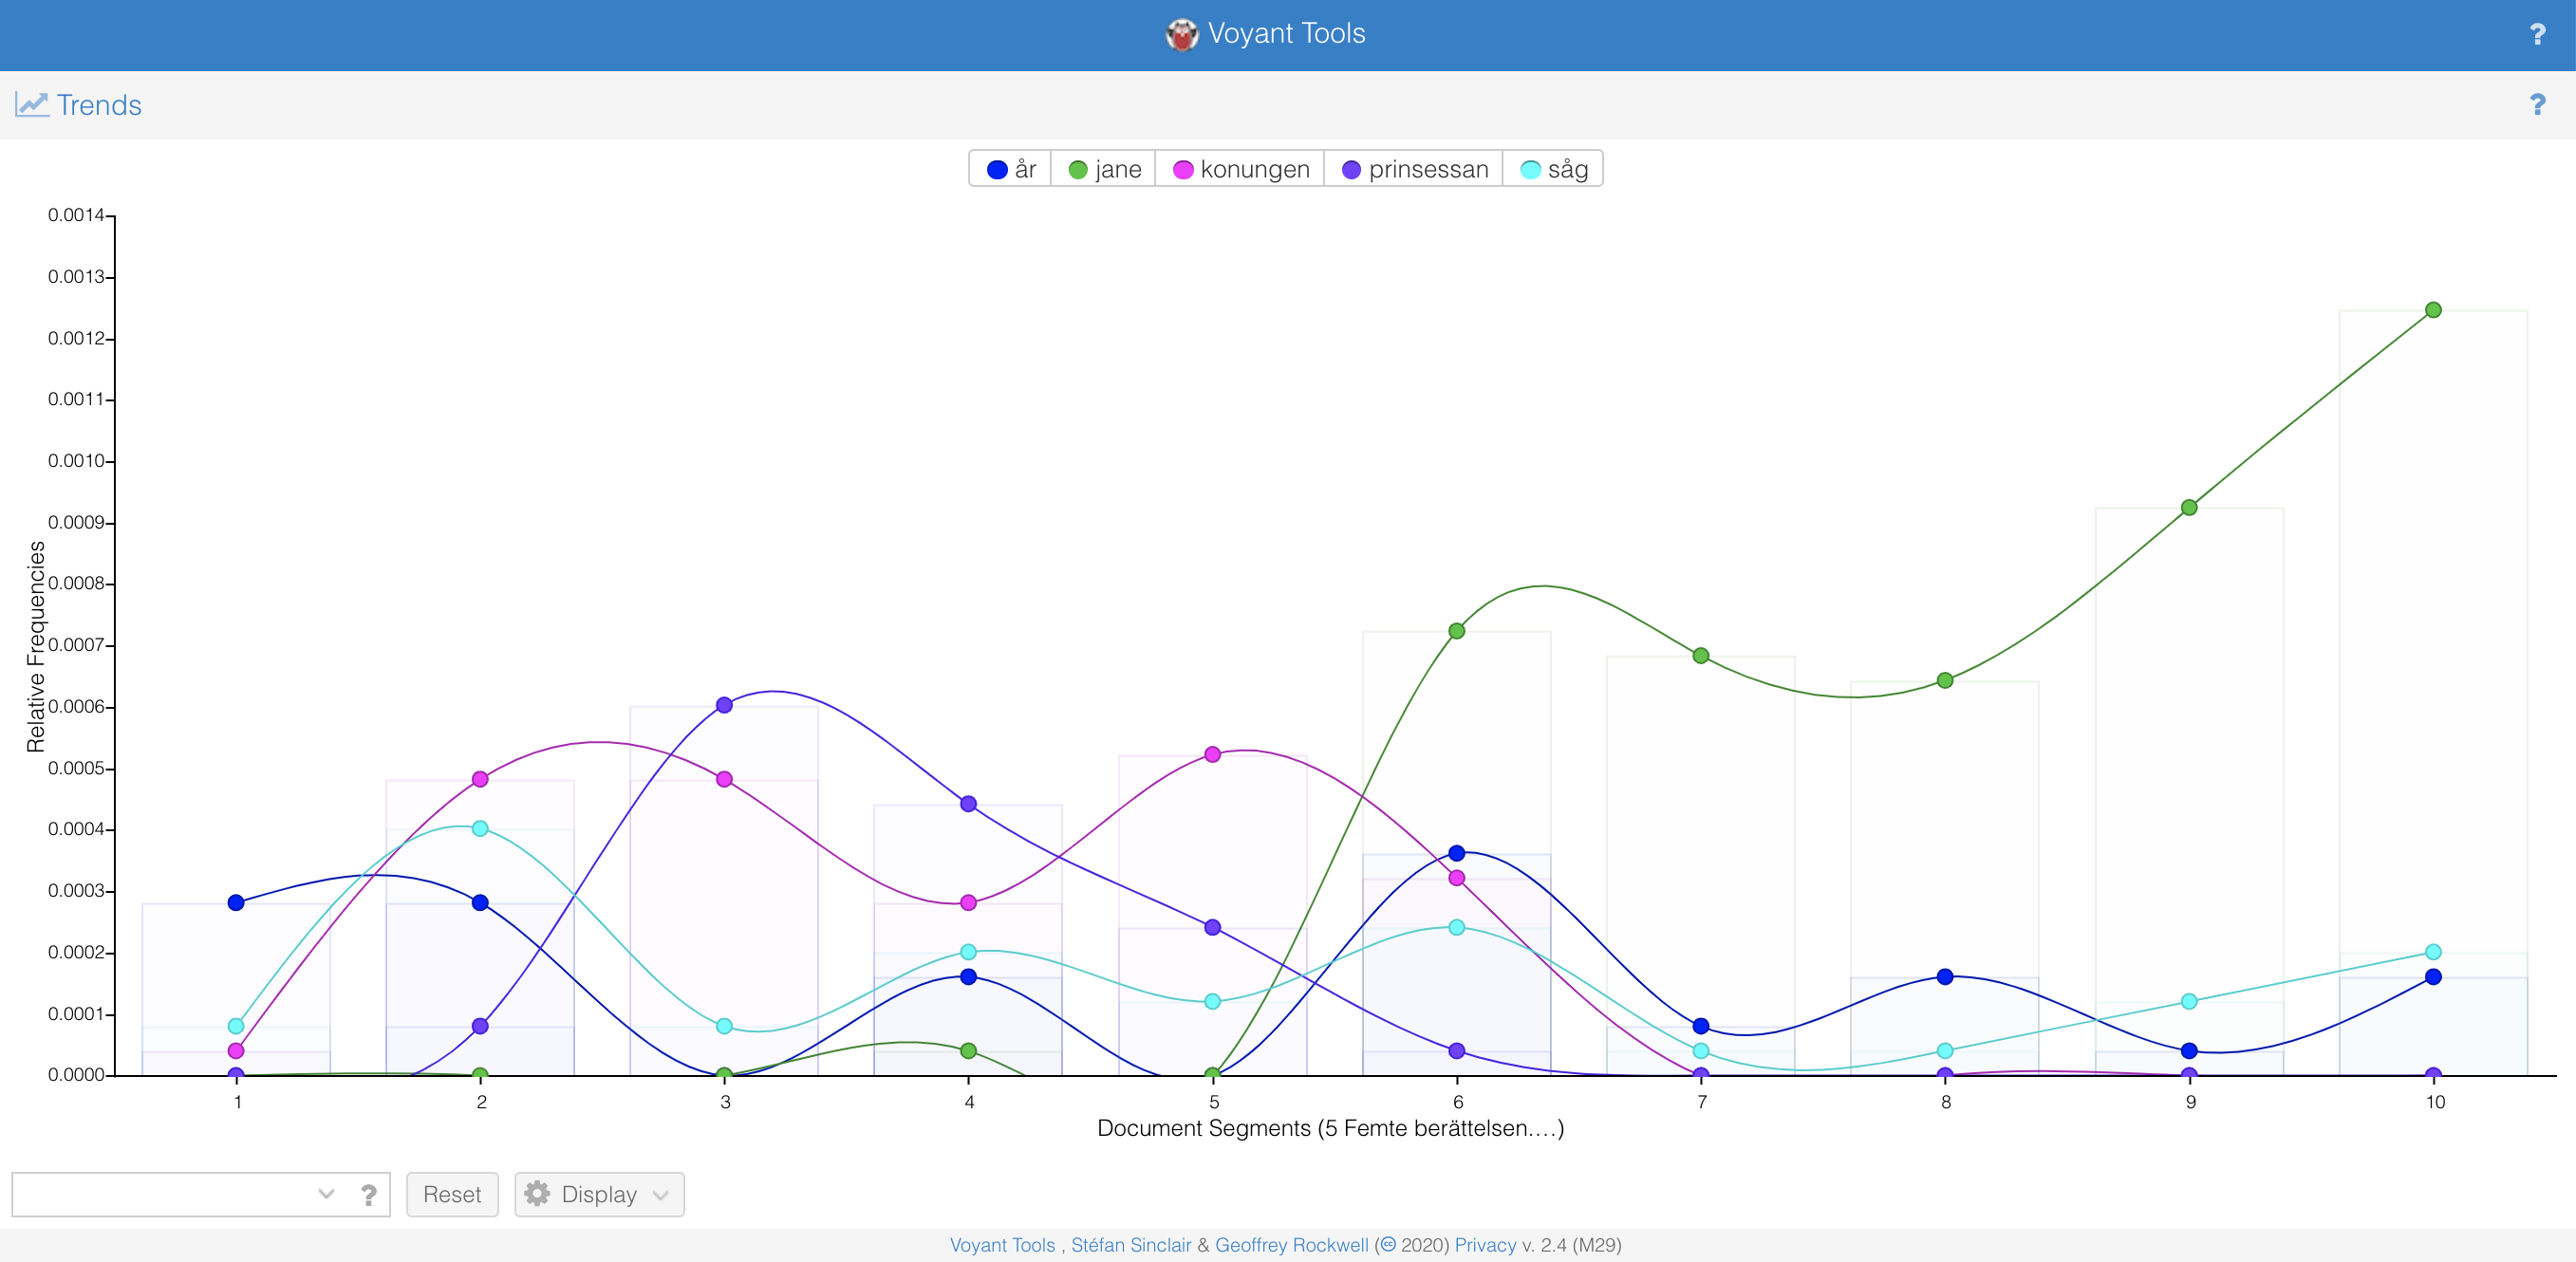 Voyant Tools
?
Trends
?
år jane konungen prinsessan såg
0.0014
0.0013
0.0012
0.0011
0.0010
0.0009
0.0008
0.0007
0.0006
0.0005
0.0004
0.0003
0.0002
0.0001
0.0000
Relative Frequencies
1 2 3 4 5 6 7 8 9 10
Document Segments (5 Femte berättelsen....)
? Reset Display
Voyant Tools , Stéfan Sinclair & Geoffrey Rockwell (cc 2020) Privacy v. 2.4 (M29)